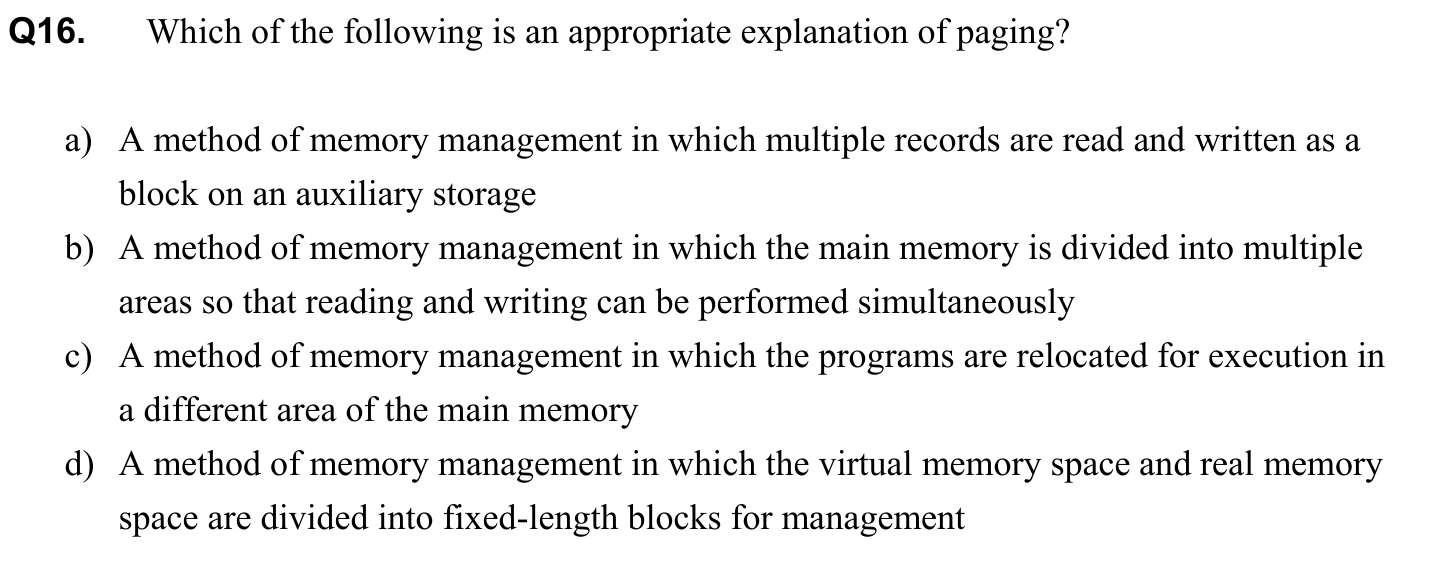 Q16. Which of the following is an appropriate explanation of paging?
a) A method of memory management in which multiple records are read and written as a
block on an auxiliary storage
b) A method of memory management in which the main memory is divided into multiple
areas so that reading and writing can be performed simultaneously
c) A method of memory management in which the programs are relocated for execution in
a different area of the main memory
d) A method of memory management in which the virtual memory space and real memory
space are divided into fixed-length blocks for management